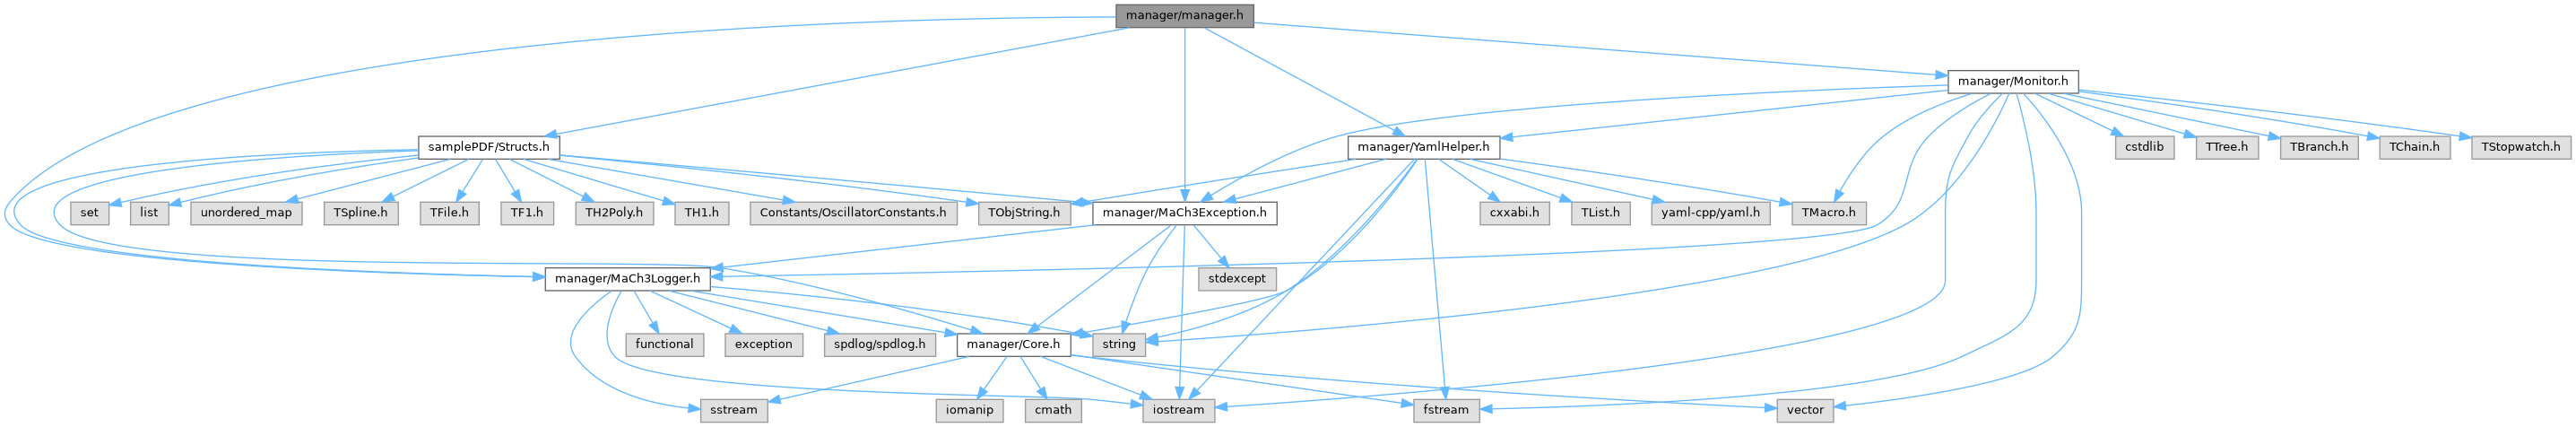 manager/manager.h
manager/Monitor.h
samplePDF/Structs.h
manager/YamlHelper.h
cstdlib
TTree.h
TBranch.h
TChain.h
TStopwatch.h
set
list
unordered_map
TSpline.h
TFile.h
TF1.h
TH2Poly.h
TH1.h
Constants/OscillatorConstants.h
TObjString.h
manager/MaCh3Exception.h
cxxabi.h
TList.h
yaml-cpp/yaml.h
TMacro.h
manager/MaCh3Logger.h
stdexcept
functional
exception
spdlog/spdlog.h
manager/Core.h
string
sstream
iomanip
cmath
iostream
fstream
vector